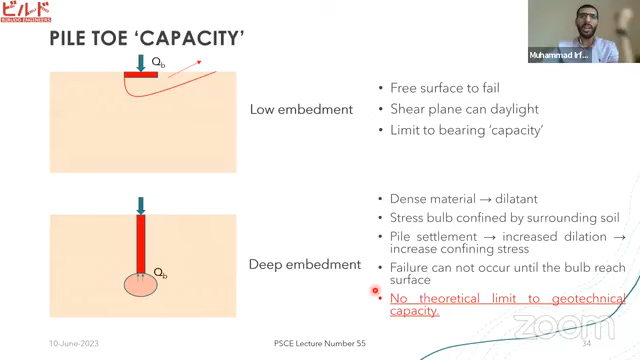 ビルド
BURUDO ENGINEERS
PILE TOE ‘CAPACITY’
Qb
Low embedment
• Free surface to fail
• Shear plane can daylight
• Limit to bearing ‘capacity’
Muhammad Irf...
Deep embedment
Qb
• Dense material → dilatant
• Stress bulb confined by surrounding soil
• Pile settlement → increased dilation →
increase confining stress
• Failure can not occur until the bulb reach
surface
• No theoretical limit to geotechnical
capacity.
10-June-2023
PSCE Lecture Number 55
34
zoom